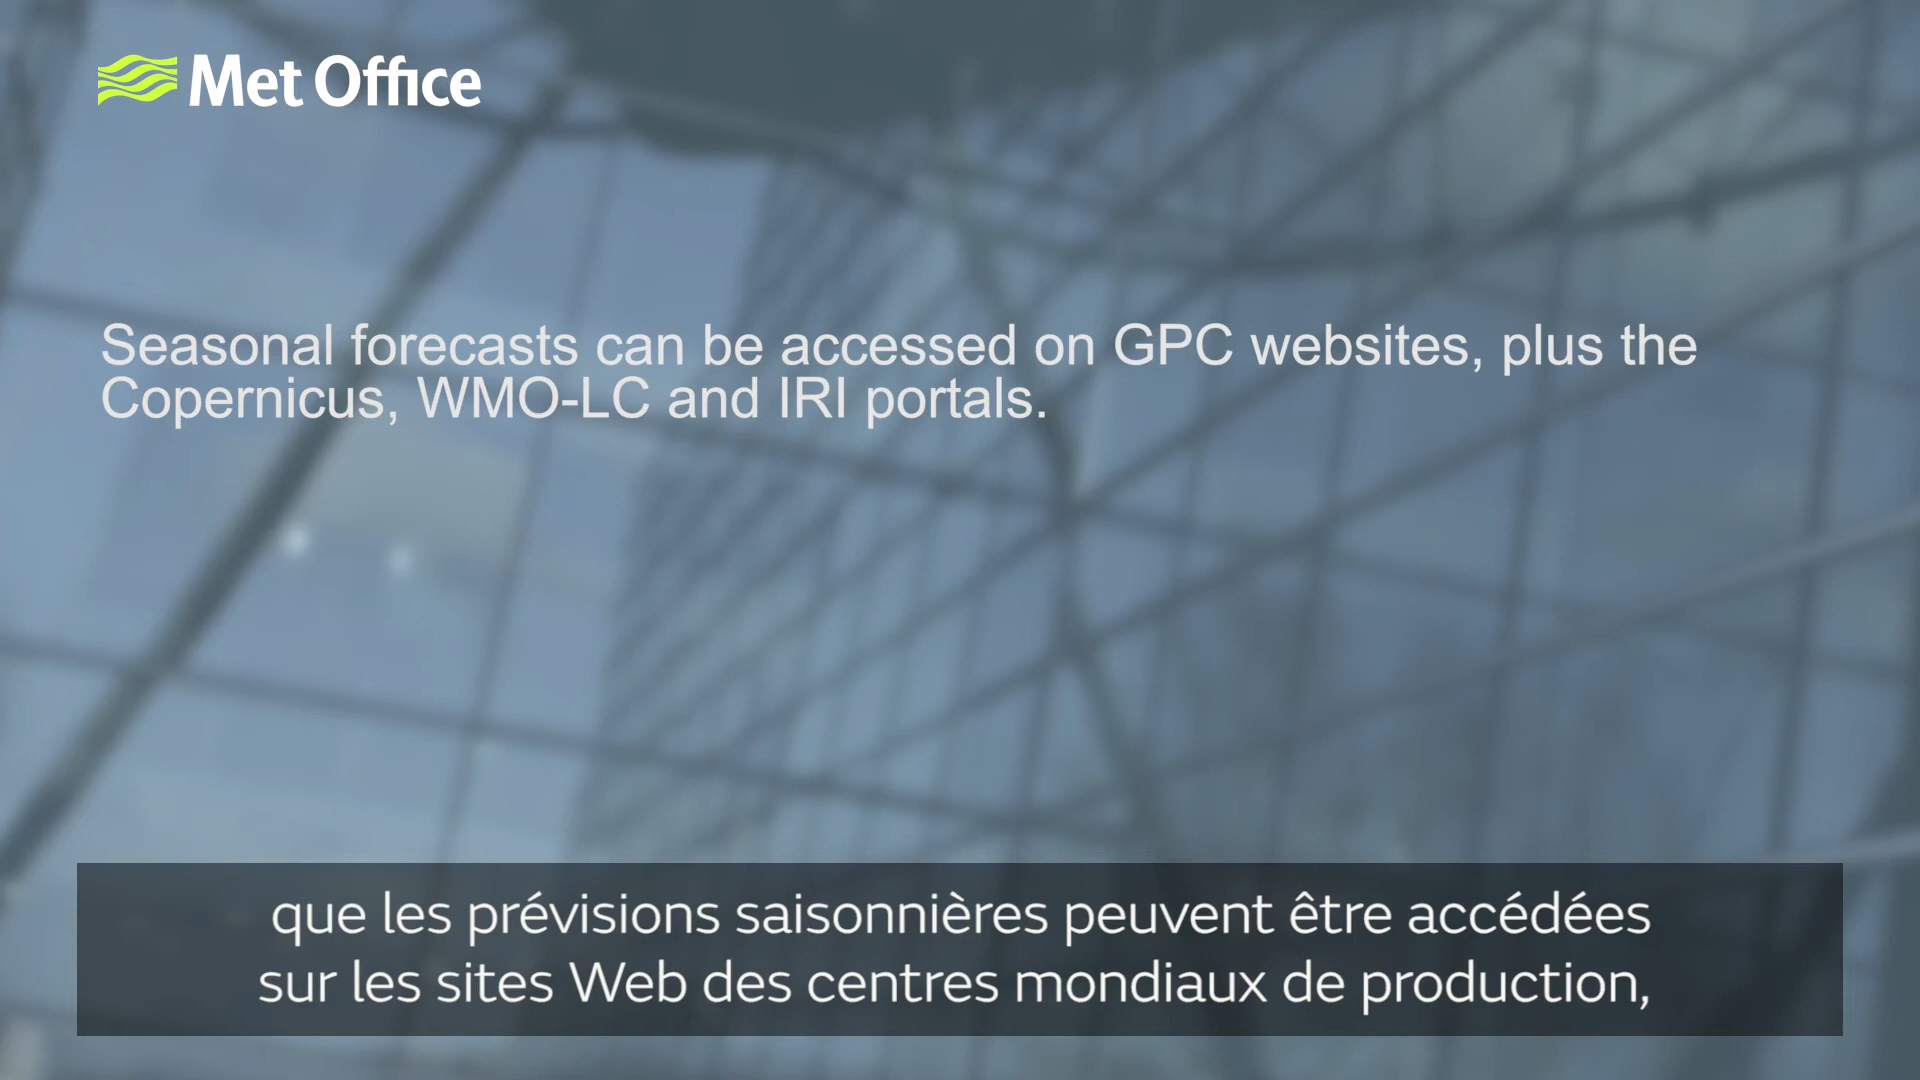 Met Office
Seasonal forecasts can be accessed on GPC websites, plus the
Copernicus, WMO-LC and IRI portals.
que les prévisions saisonnières peuvent être accédées
sur les sites Web des centres mondiaux de production,